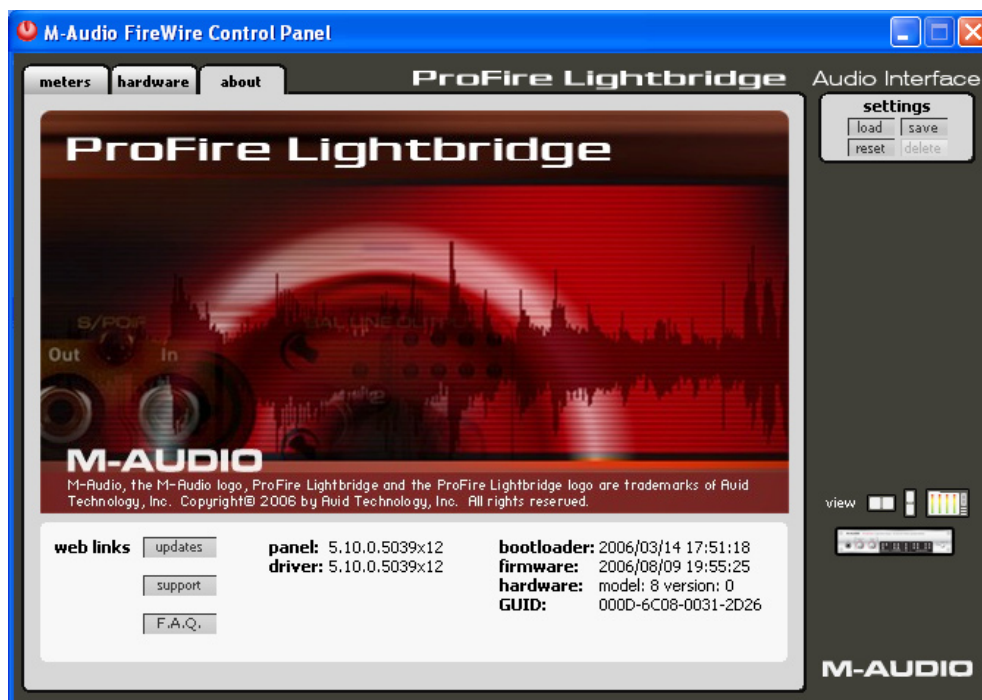 M-Audio FireWire Control Panel
meters hardware about
ProFire Lightbridge Audio Interface
settings
load save
reset delete
ProFire Lightbridge
S/PDIF
Out In
M-AUDIO
M-Audio, the M-Audio logo, ProFire Lightbridge and the ProFire Lightbridge logo are trademarks of Avid
Technology, Inc. Copyright© 2006 by Avid Technology, Inc. All rights reserved.
view
web links updates
support
F.A.Q.
panel: 5.10.0.5039x12
driver: 5.10.0.5039x12
bootloader: 2006/03/14 17:51:18
firmware: 2006/08/09 19:55:25
hardware: model: 8 version: 0
GUID: 000D-6C08-0031-2D26
M-AUDIO